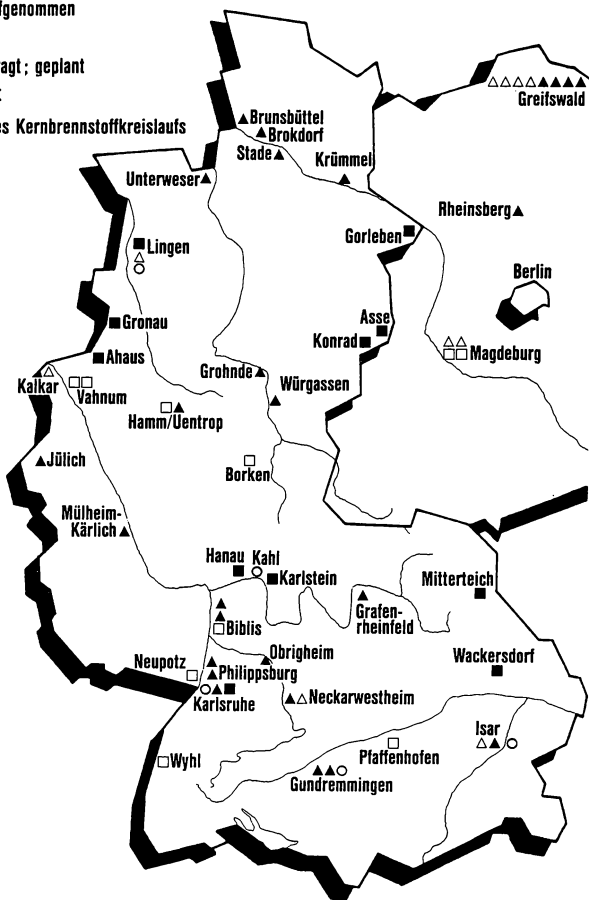 fgenommen
agt; geplant
:
es Kernbrennstoffkreislaufs
Greifswald
Brunsbüttel
Brokdorf
Stade
Krümmel
Unterweser
Rheinsberg
Gorleben
Lingen
Berlin
Gronau
Asse
Konrad
Magdeburg
Ahaus
Grohnde
Kalkar
Vahnum
Würgassen
Hamm/Uentrop
Jülich
Borken
Mülheim-
Kärlich
Hanau
Kahl
Karlstein
Mitterteich
Grafen-
rheinfeld
Biblis
Obrigheim
Neupotz
Philippsburg
Wackersdorf
Karlsruhe
Neckarwestheim
Isar
Pfaffenhofen
Wyhl
Gundremmingen